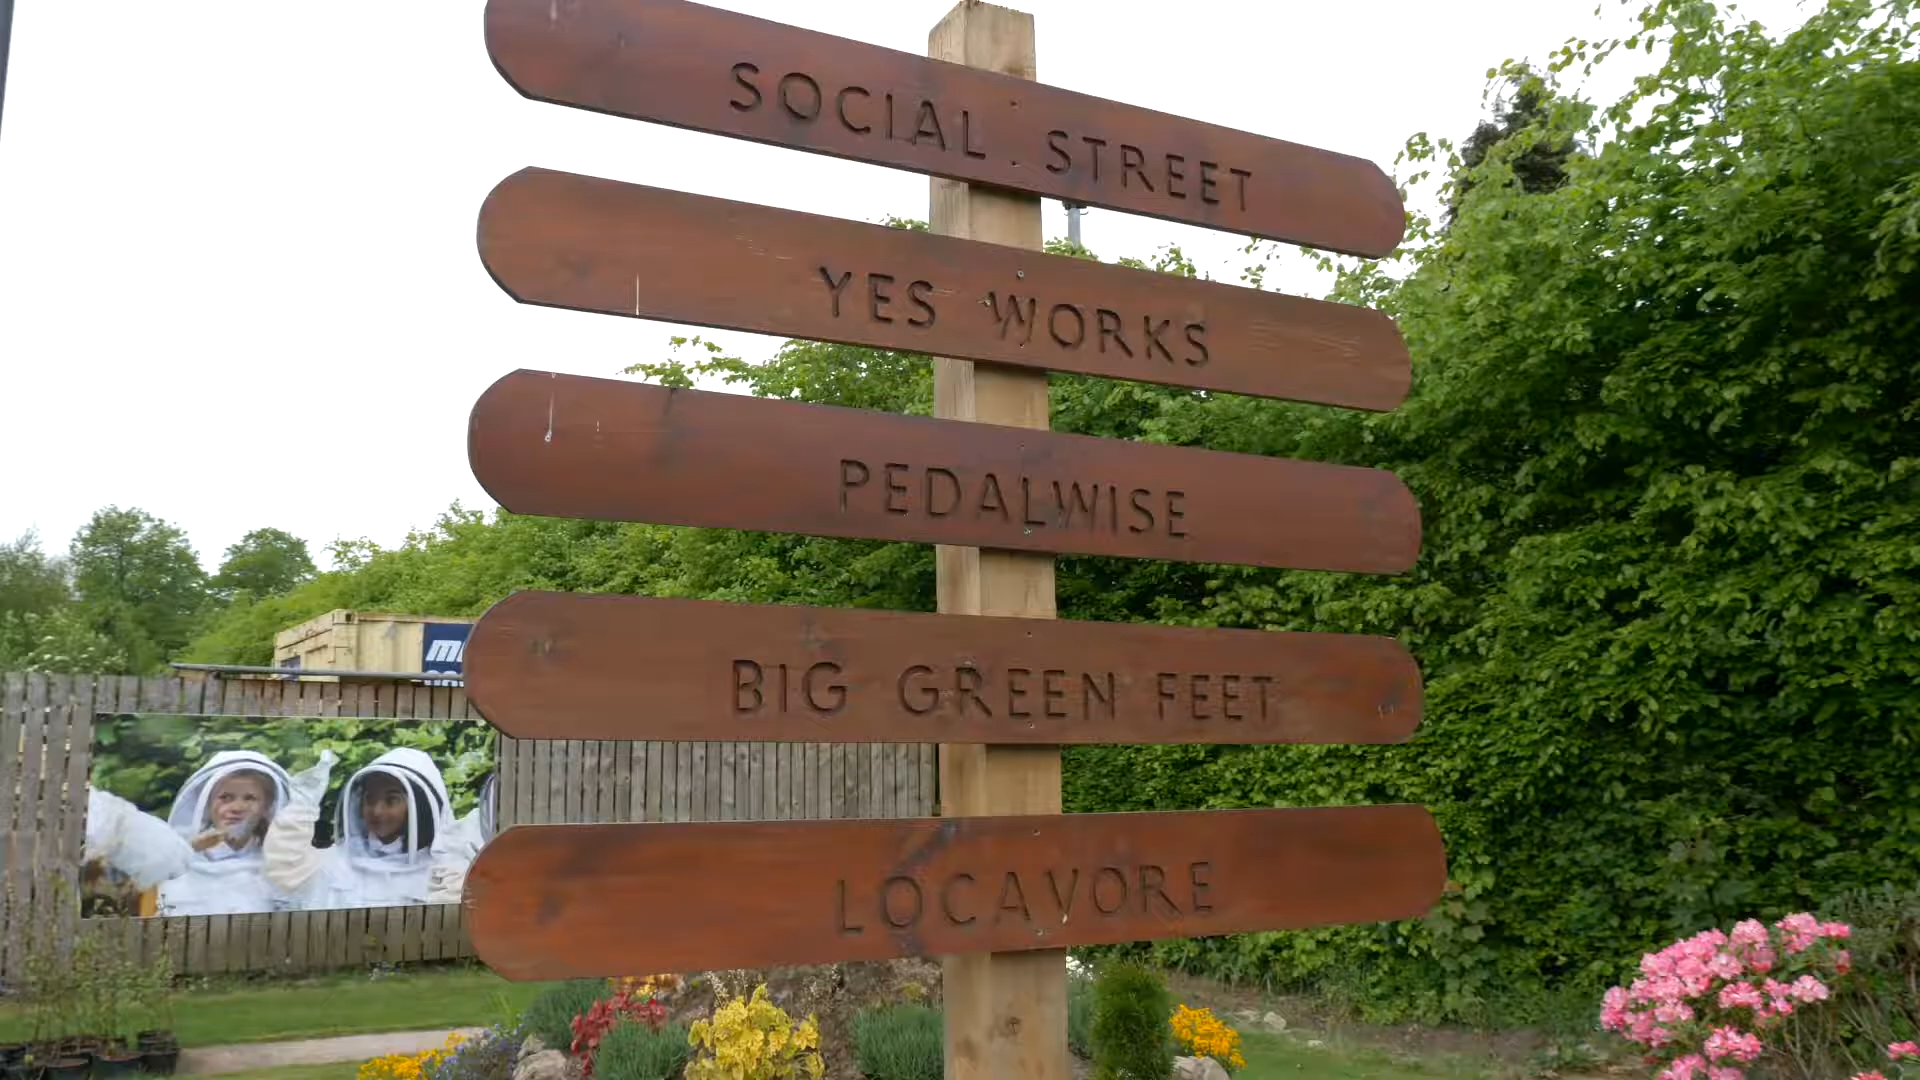 SOCIAL STREET
YES WORKS
PEDALWISE
BIG GREEN FEET
LOCAVORE